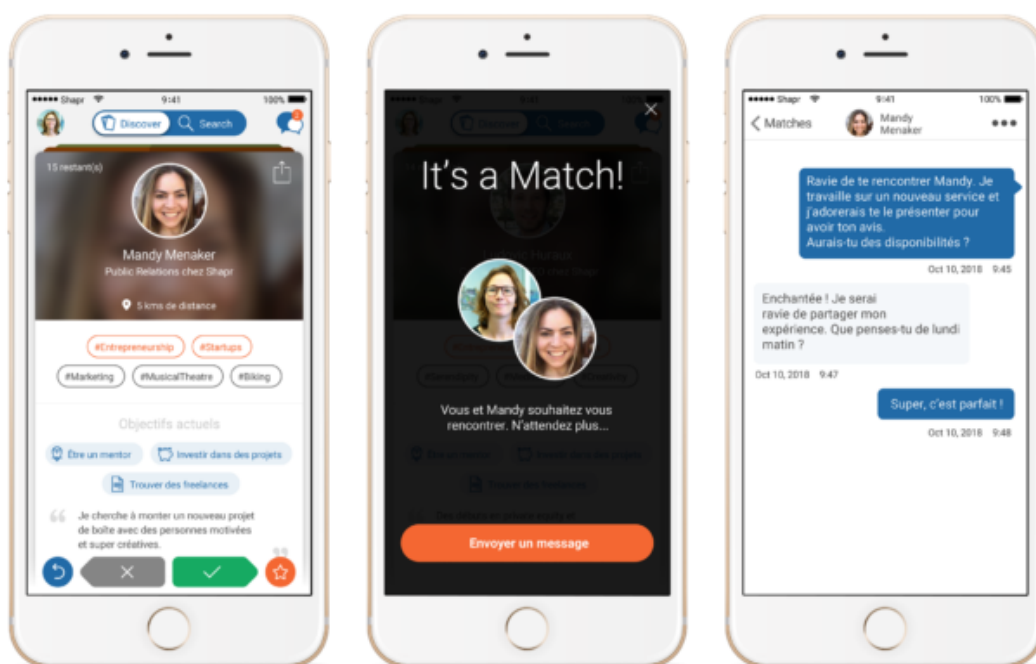 Shapr 9:41 100%
Discover Search 2
15 restant(s)
Mandy Menaker
Public Relations chez Shapr
5 kms de distance
#Entrepreneurship #Startups
#Marketing #MusicalTheatre #Biking
Objectifs actuels
Être un mentor Investir dans des projets
Trouver des freelances
Je cherche à monter un nouveau projet
de boîte avec des personnes motivées
et super créatives.
It's a Match!
Vous et Mandy souhaitez vous
rencontrer. N'attendez plus...
Envoyer un message
Shapr 9:41 100%
Matches Mandy
Menaker
Ravie de te rencontrer Mandy. Je
travaille sur un nouveau service et
j'adorerais te le présenter pour
avoir ton avis.
Aurais-tu des disponibilités ?
Oct 10, 2018 9:45
Enchantée ! Je serai
ravie de partager mon
expérience. Que penses-tu de lundi
matin ?
Oct 10, 2018 9:47
Super, c'est parfait !
Oct 10, 2018 9:48